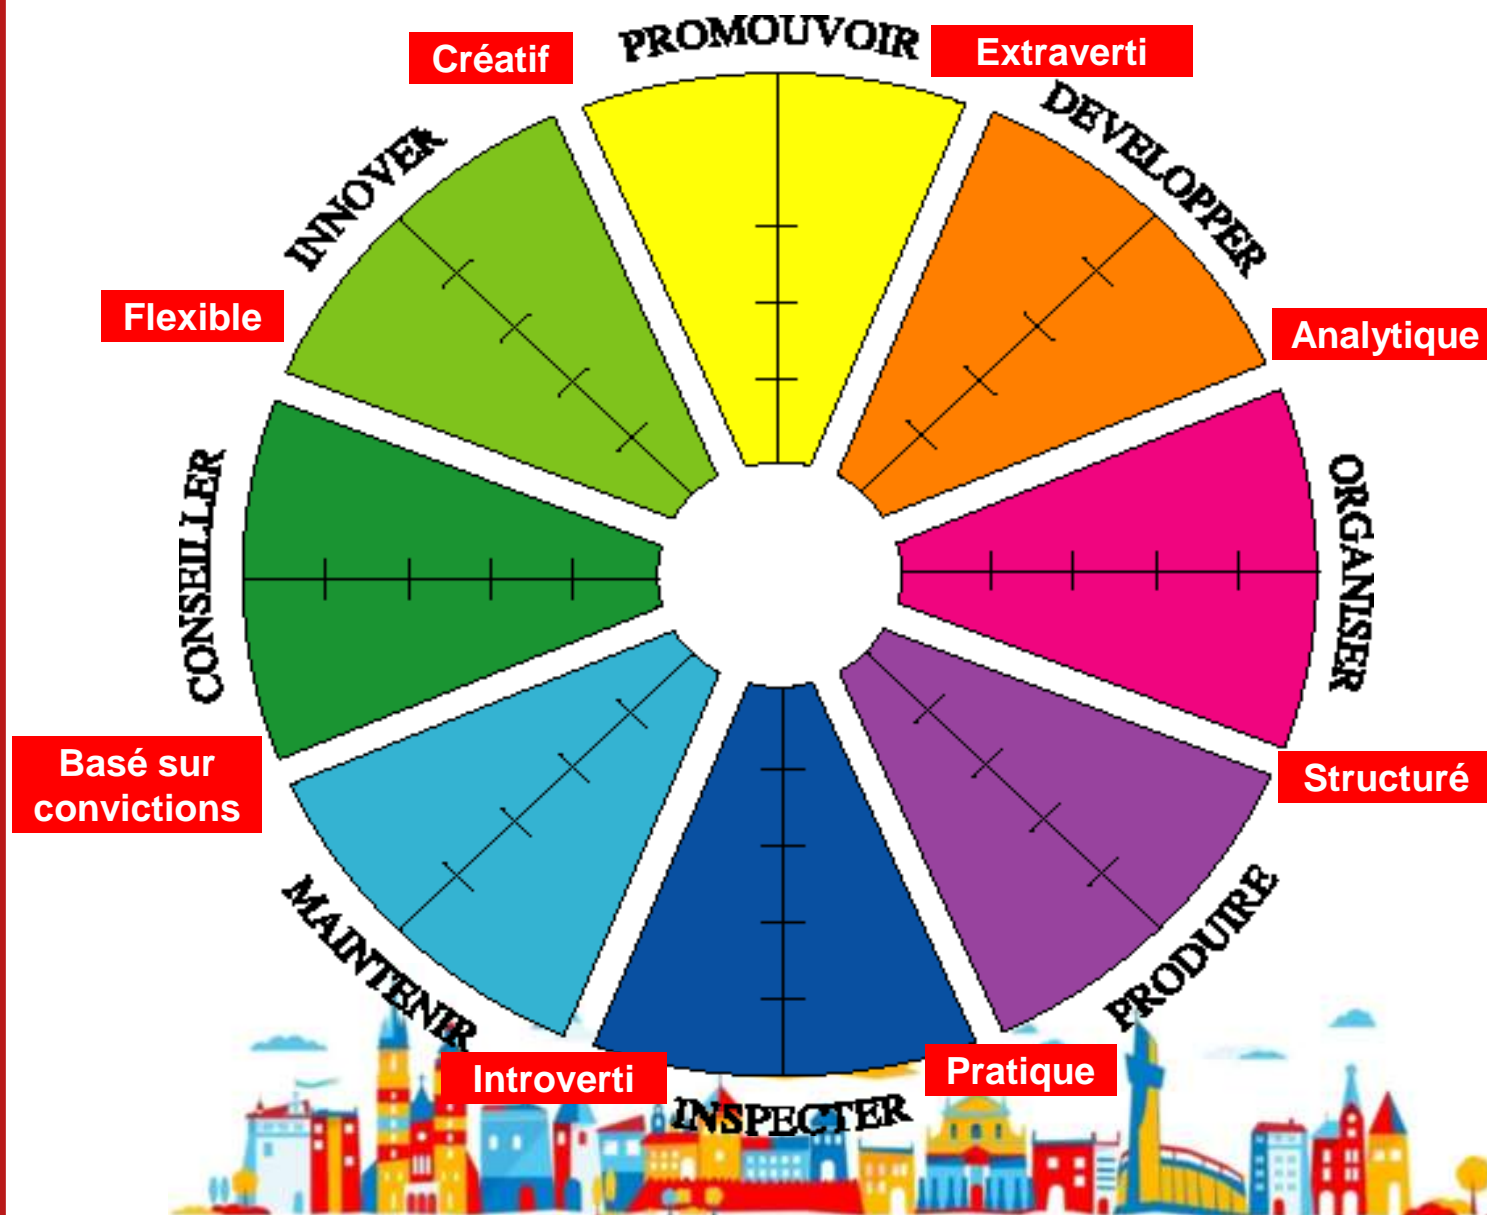 PROMOUVOIR
Extraverti
Créatif
DEVELOPPER
INNOVER
Flexible
Analytique
CONSEILLER
ORGANISER
Basé sur
convictions
Structuré
MAINTENIR
PRODUIRE
Introverti
Pratique
INSPECTER